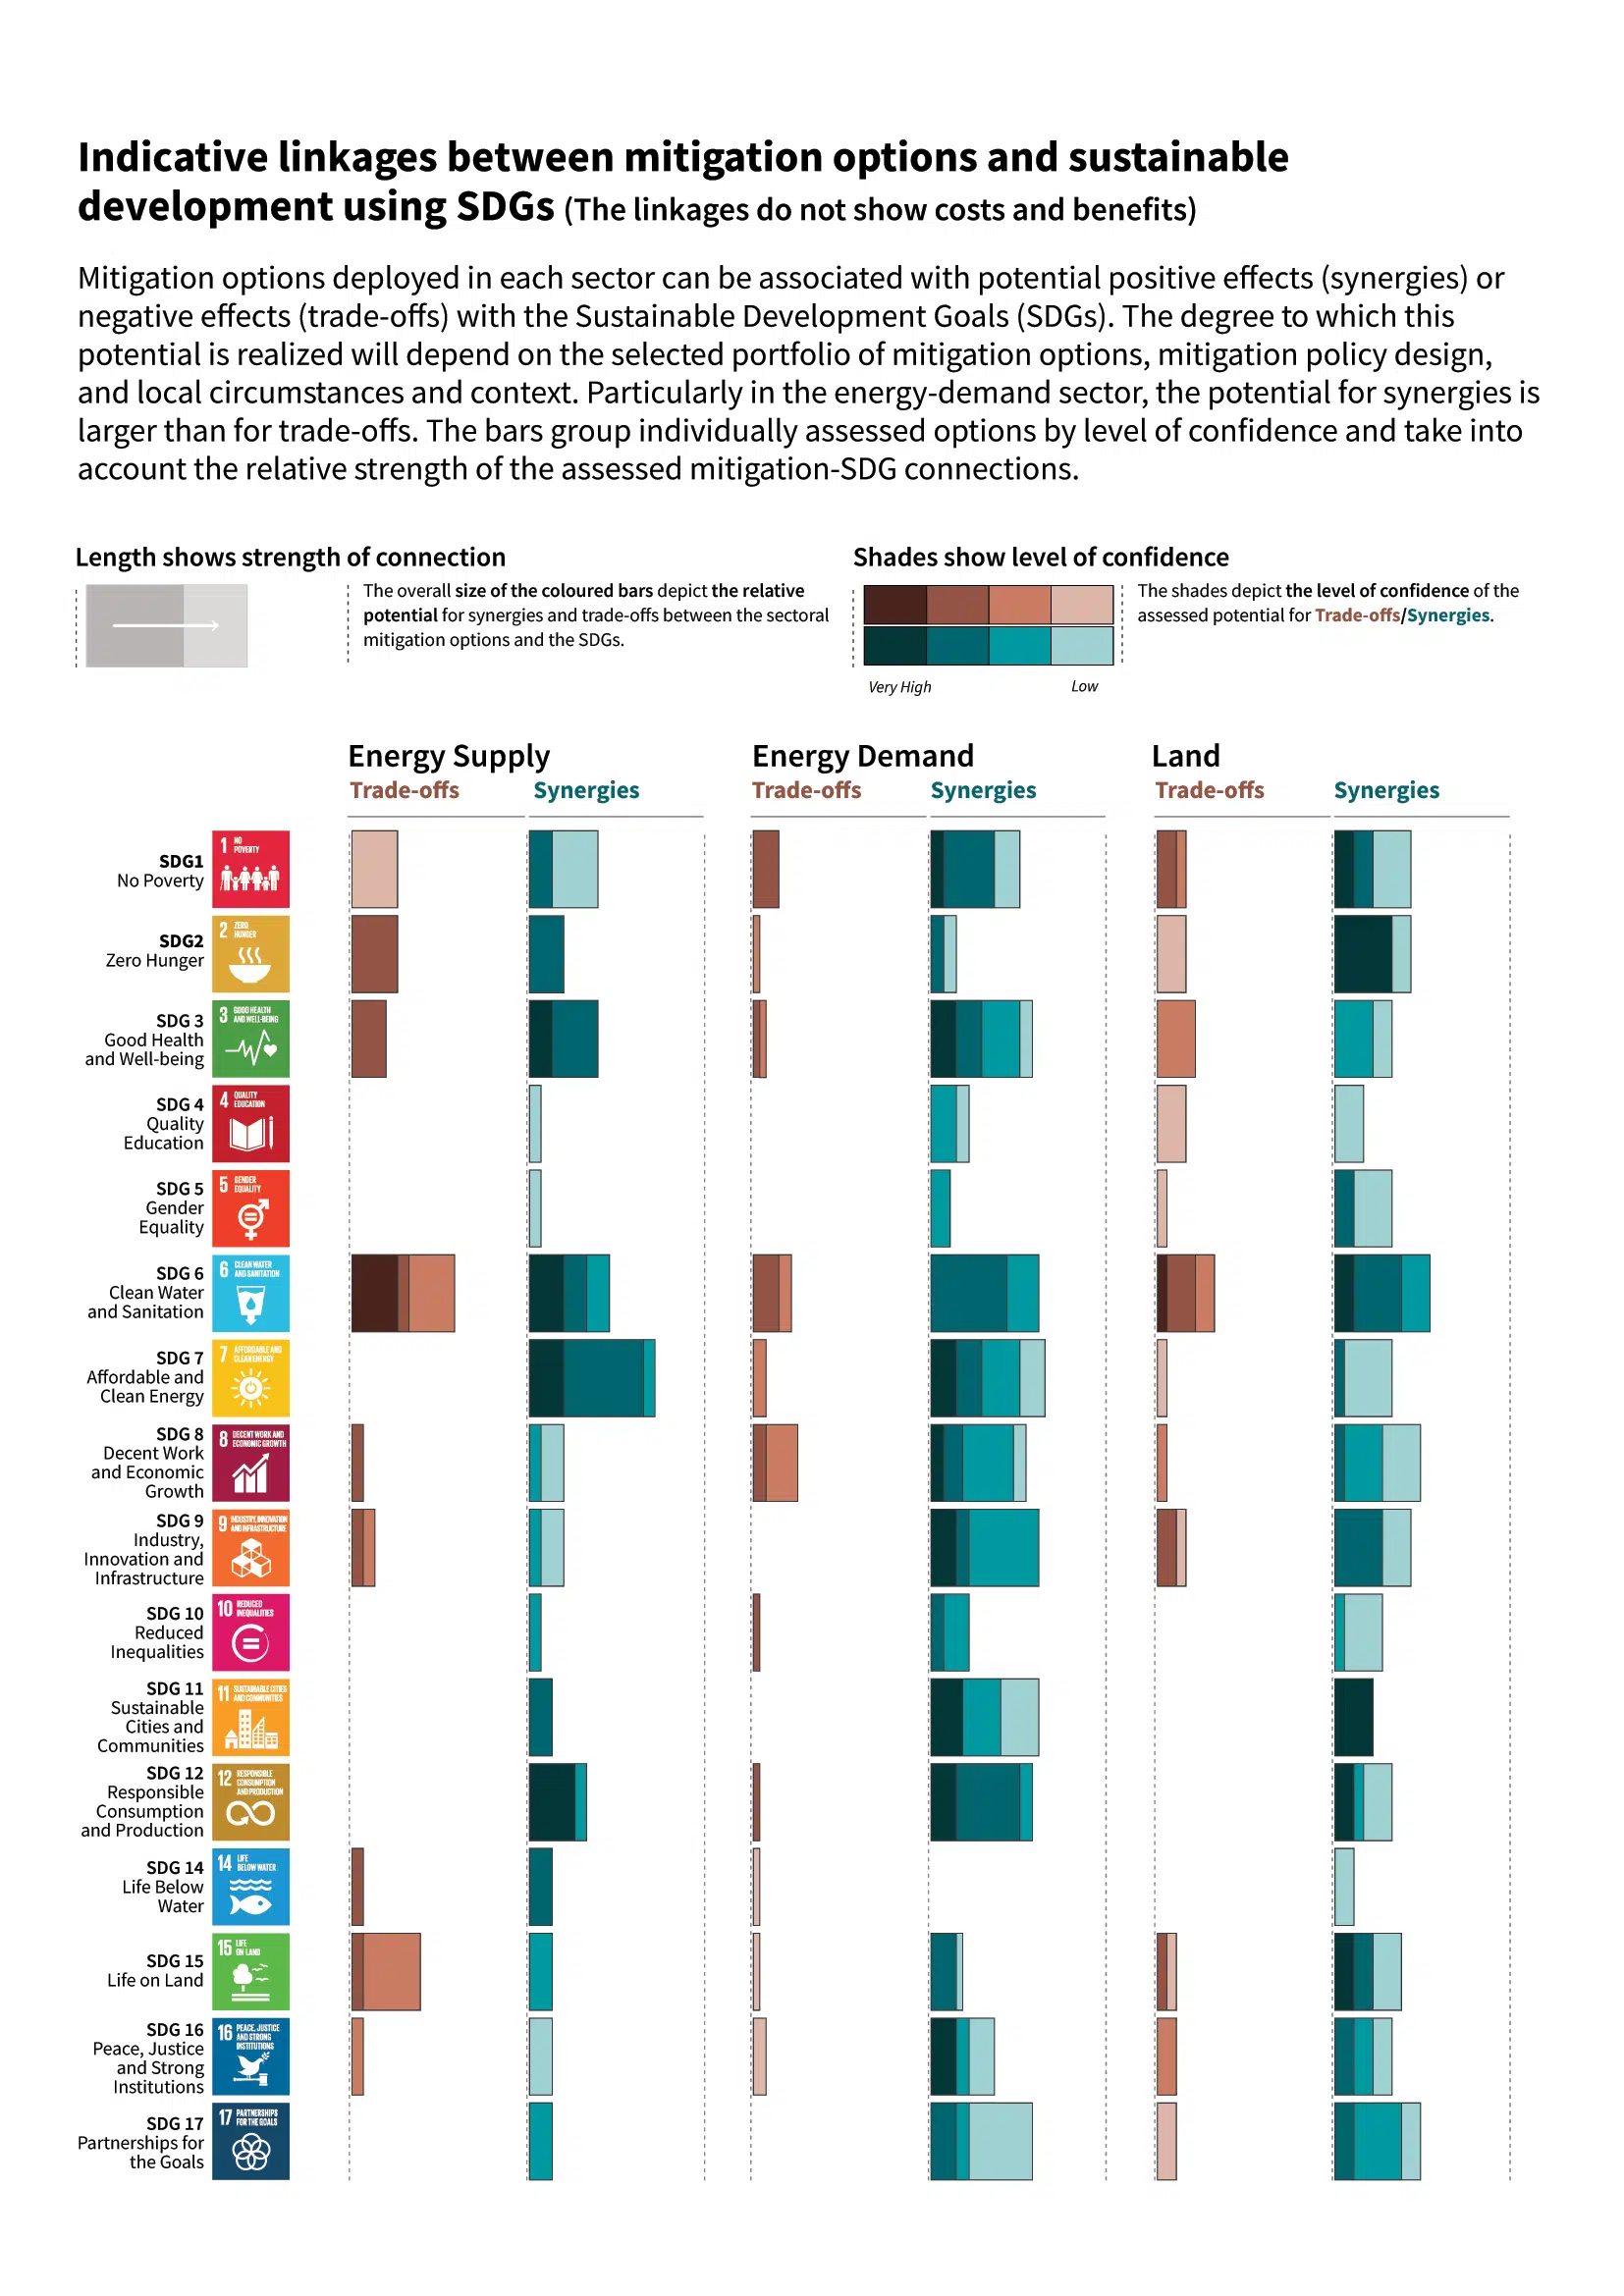 Indicative linkages between mitigation options and sustainable
development using SDGs (The linkages do not show costs and benefits)
Mitigation options deployed in each sector can be associated with potential positive effects (synergies) or
negative effects (trade-offs) with the Sustainable Development Goals (SDGs). The degree to which this
potential is realized will depend on the selected portfolio of mitigation options, mitigation policy design,
and local circumstances and context. Particularly in the energy-demand sector, the potential for synergies is
larger than for trade-offs. The bars group individually assessed options by level of confidence and take into
account the relative strength of the assessed mitigation-SDG connections.
Length shows strength of connection
The overall size of the coloured bars depict the relative
potential for synergies and trade-offs between the sectoral
mitigation options and the SDGs.
Shades show level of confidence
Very High
Low
The shades depict the level of confidence of the
assessed potential for Trade-offs/Synergies.
Energy Supply
Trade-offs
Synergies
Energy Demand
Trade-offs
Synergies
Land
Trade-offs
Synergies
SDG1
No Poverty
1 NO
POVERTY
SDG2
Zero Hunger
2 ZERO
HUNGER
SDG 3
Good Health
and Well-being
3 GOOD HEALTH
AND WELL-BEING
SDG 4
Quality
Education
4 QUALITY
EDUCATION
SDG 5
Gender
Equality
5 GENDER
EQUALITY
SDG 6
Clean Water
and Sanitation
6 CLEAN WATER
AND SANITATION
SDG 7
Affordable and
Clean Energy
7 AFFORDABLE AND
CLEAN ENERGY
SDG 8
Decent Work
and Economic
Growth
8 DECENT WORK AND
ECONOMIC GROWTH
SDG 9
Industry,
Innovation and
Infrastructure
9 INDUSTRY, INNOVATION
AND INFRASTRUCTURE
SDG 10
Reduced
Inequalities
10 REDUCED
INEQUALITIES
SDG 11
Sustainable
Cities and
Communities
11 SUSTAINABLE CITIES
AND COMMUNITIES
SDG 12
Responsible
Consumption
and Production
12 RESPONSIBLE
CONSUMPTION
AND PRODUCTION
SDG 14
Life Below
Water
14 LIFE
BELOW WATER
SDG 15
Life on Land
15 LIFE
ON LAND
SDG 16
Peace, Justice
and Strong
Institutions
16 PEACE, JUSTICE
AND STRONG
INSTITUTIONS
SDG 17
Partnerships for
the Goals
17 PARTNERSHIPS
FOR THE GOALS